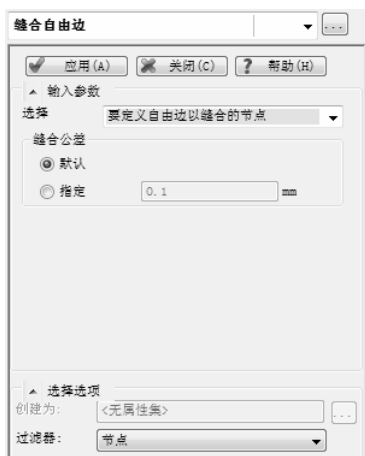 缝合自由边
...
应用(A) 关闭(C) ? 帮助(H)
输入参数
选择 要定义自由边以缝合的节点
缝合公差
默认
指定 0.1 mm
选择选项
创建为: <无属性集> ...
过滤器: 节点